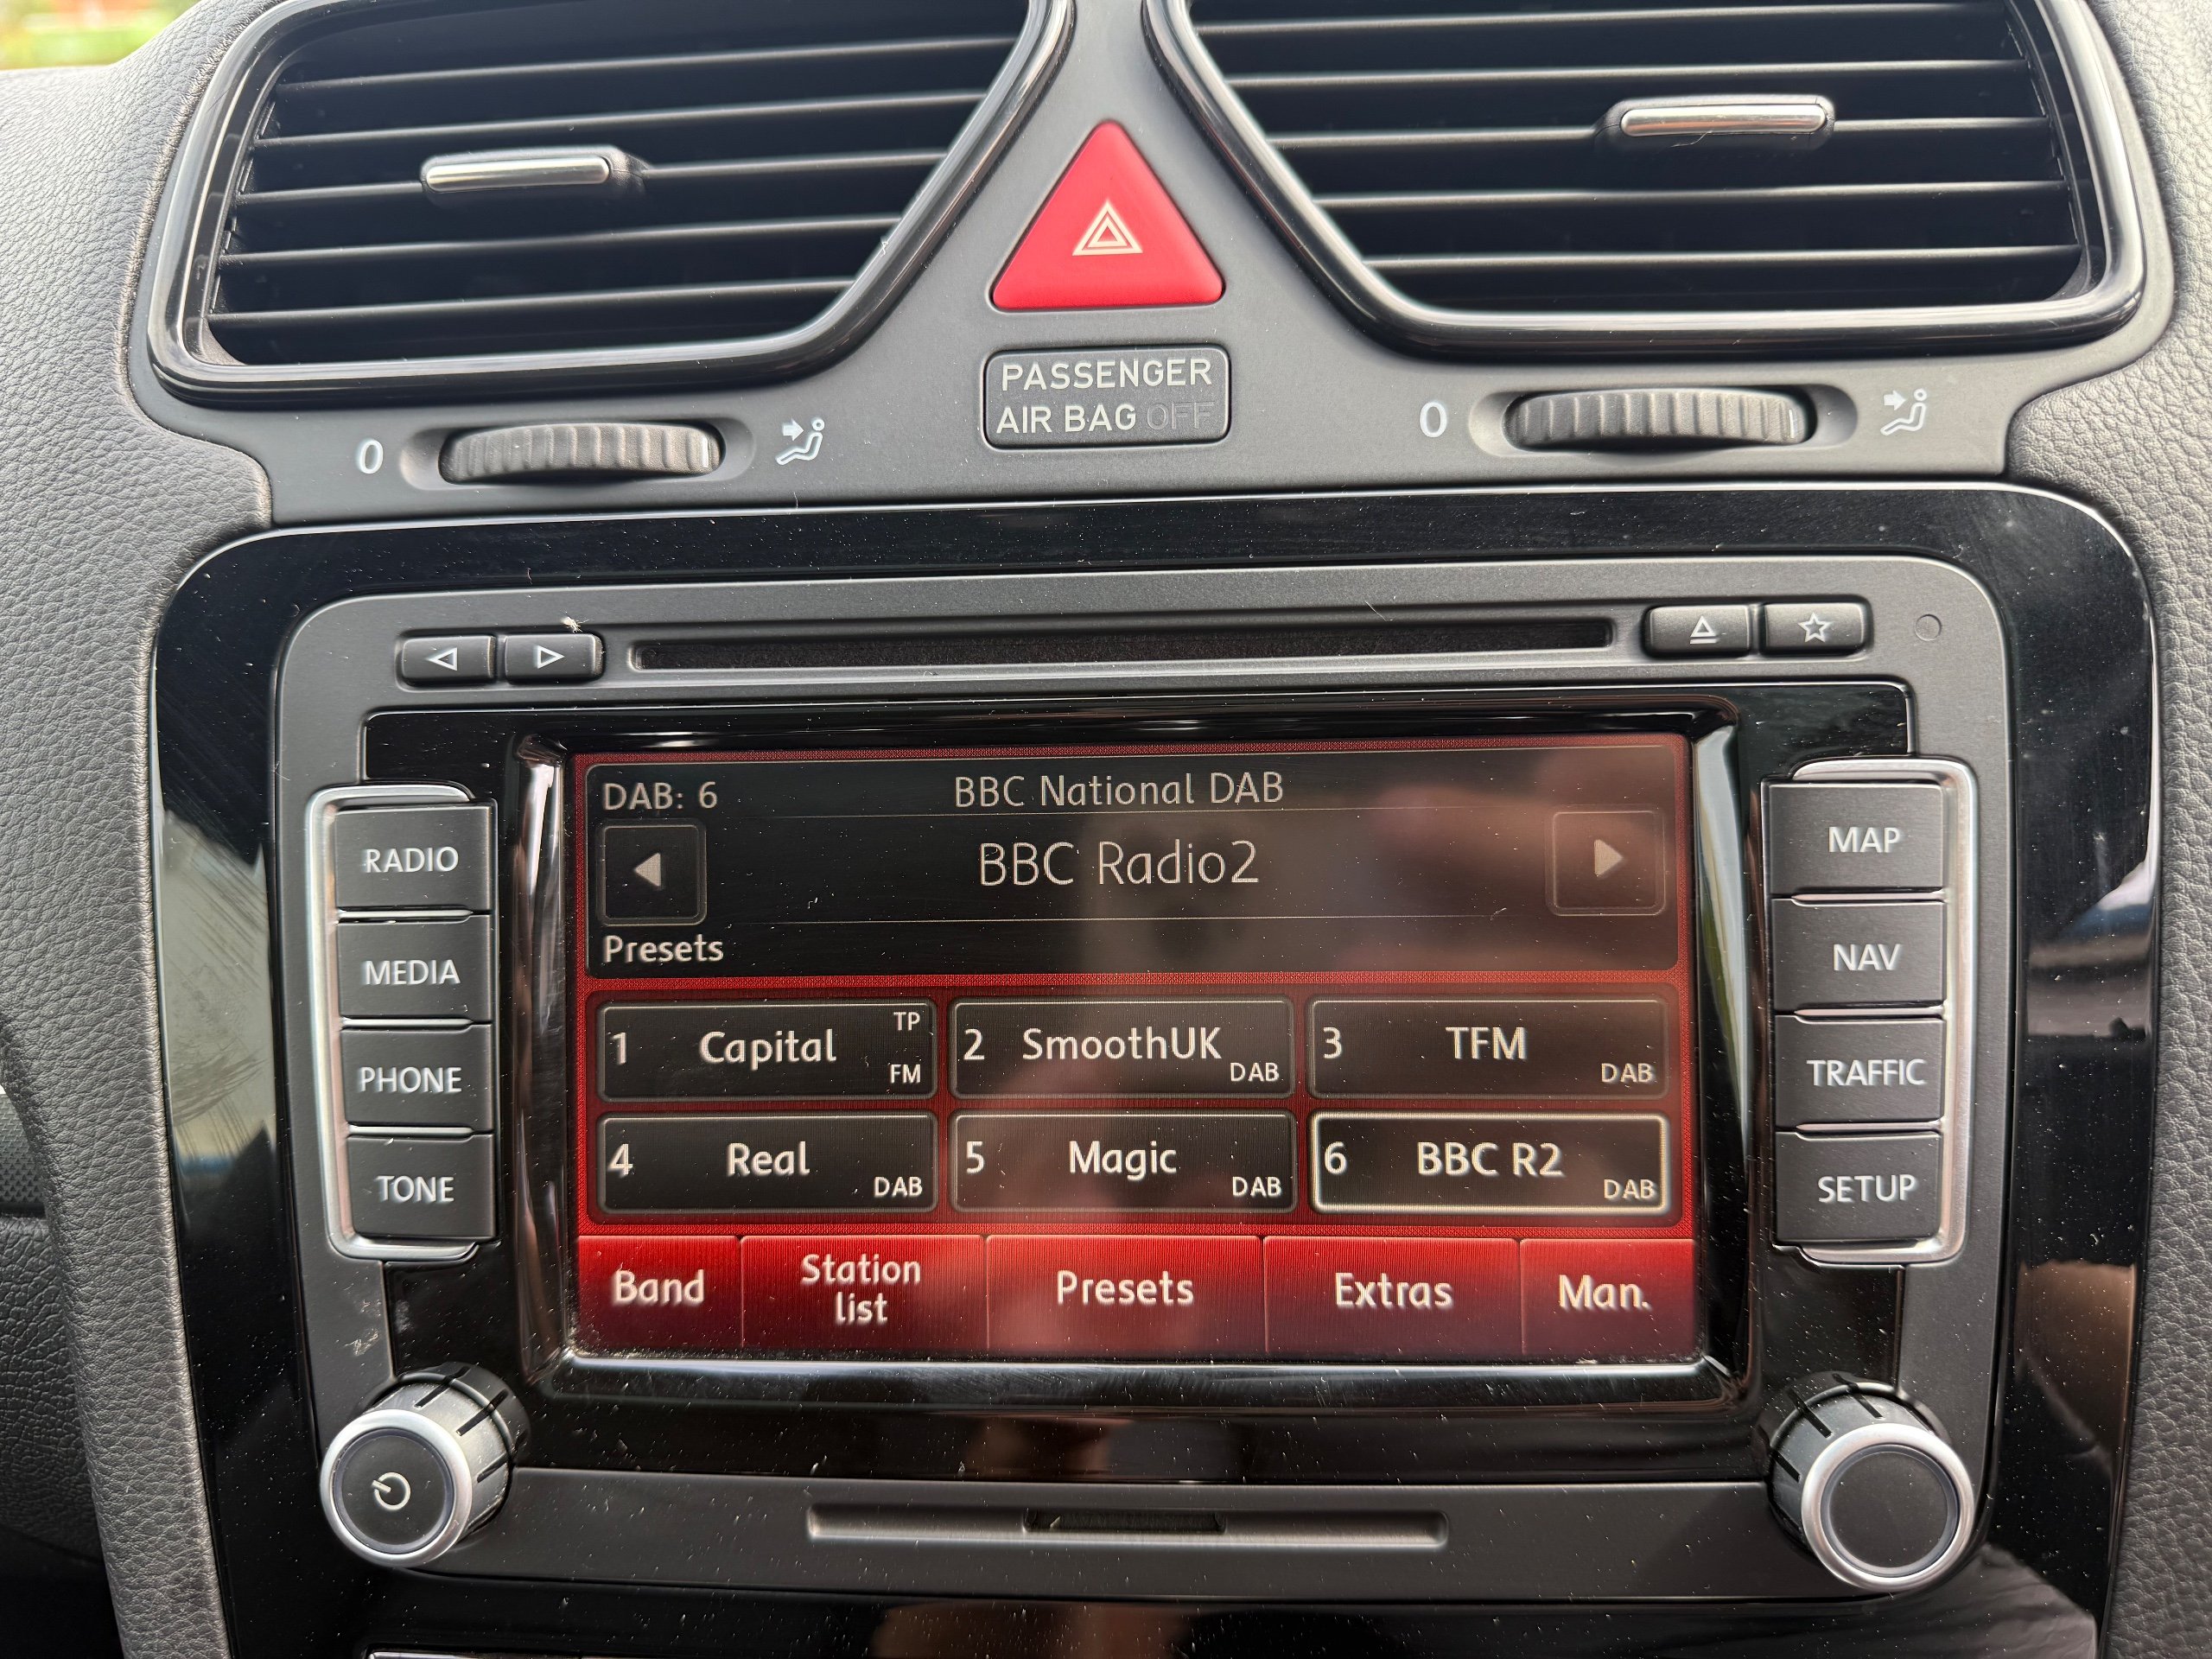 PASSENGER
AIR BAG OFF
0
0
DAB: 6
BBC National DAB
BBC Radio2
Presets
1 Capital TP FM
2 SmoothUK DAB
3 TFM DAB
4 Real DAB
5 Magic DAB
6 BBC R2 DAB
Band
Station
list
Presets
Extras
Man.
RADIO
MEDIA
PHONE
TONE
MAP
NAV
TRAFFIC
SETUP